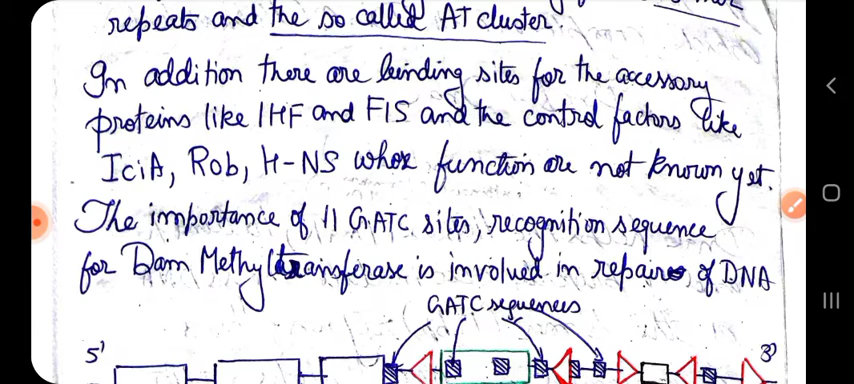 repeats and the so called AT cluster.
In addition there are binding sites for the accessory
proteins like IHF and FIS and the control factors like
IciA, Rob, H-NS whose function are not known yet.
The importance of 11 GATC sites, recognition sequence
for Dam Methyltransferase is involved in repair of DNA
GATC sequences
5' 3'